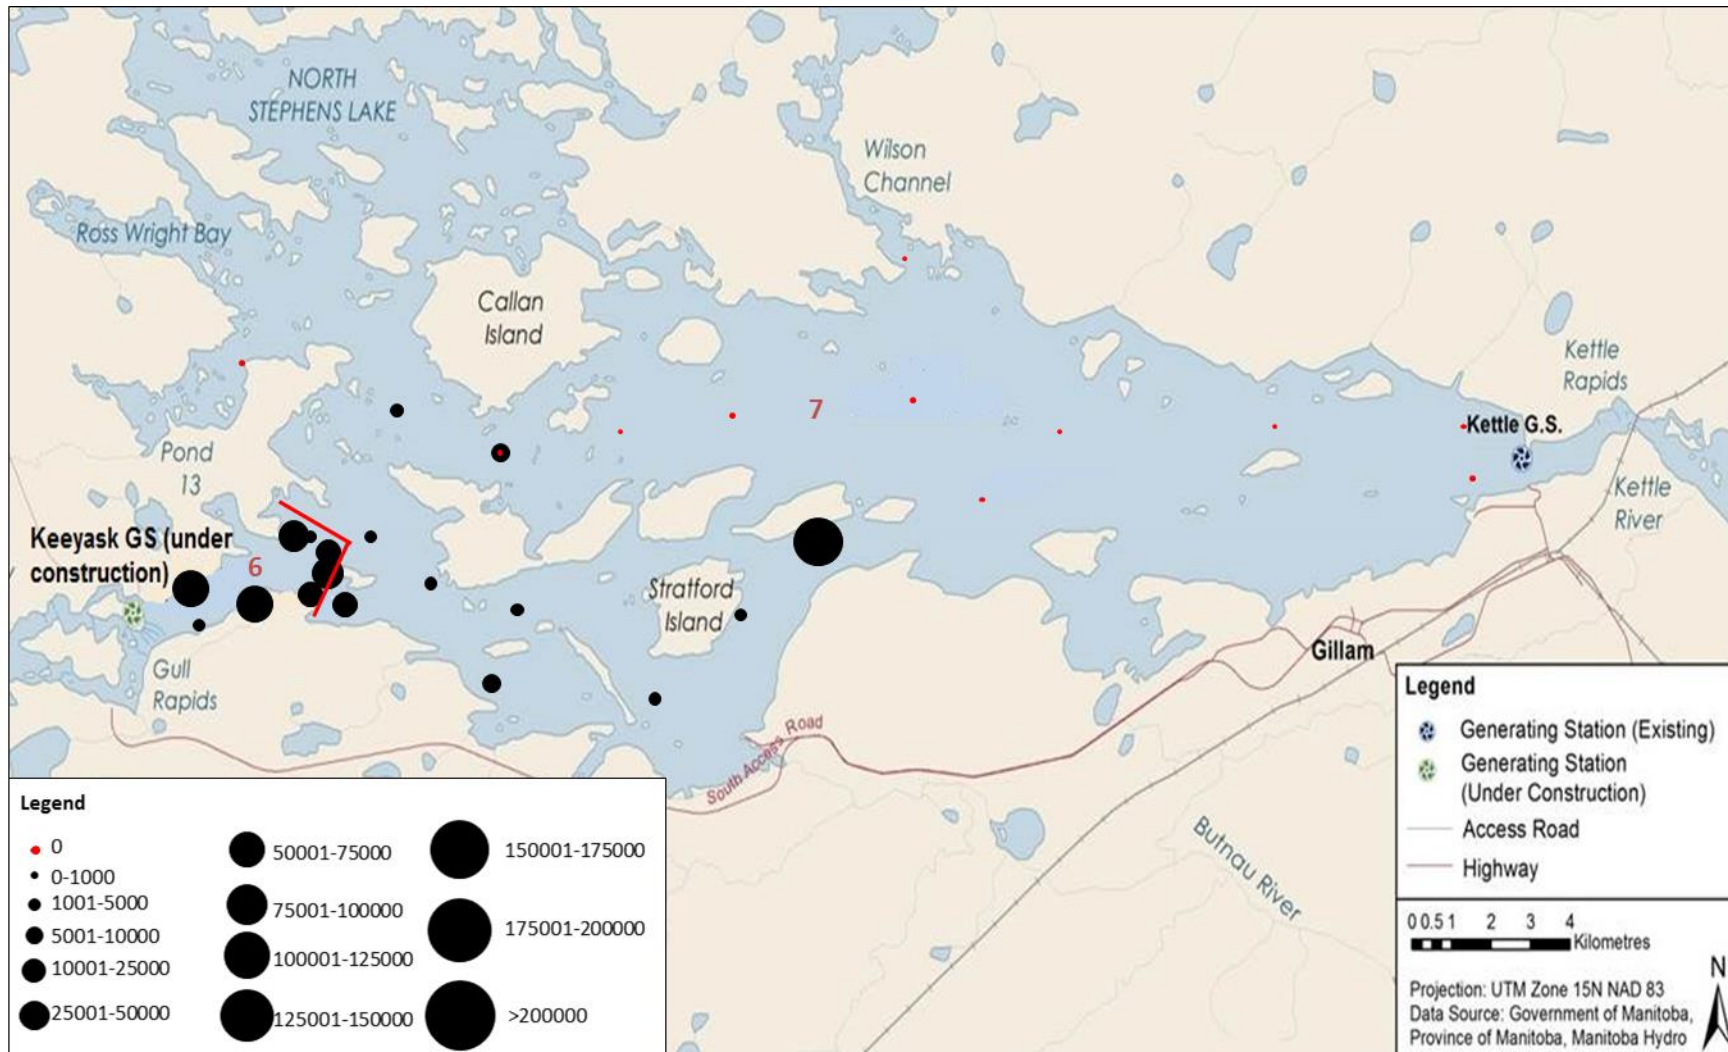 NORTH
STEPHENS LAKE
Wilson
Channel
Ross Wright Bay
Callan
Island
Kettle
Rapids
7
Kettle G.S.
Pond
13
Kettle
River
Keeyask GS (under
construction)
6
Stratford
Island
Gillam
Gull
Rapids
South Access Road
Butnau River
Legend
0
0-1000
1001-5000
5001-10000
10001-25000
25001-50000
50001-75000
75001-100000
100001-125000
125001-150000
150001-175000
175001-200000
>200000
Legend
Generating Station (Existing)
Generating Station
(Under Construction)
Access Road
Highway
0 0.5 1 2 3 4
Kilometres
N
Projection: UTM Zone 15N NAD 83
Data Source: Government of Manitoba,
Province of Manitoba, Manitoba Hydro